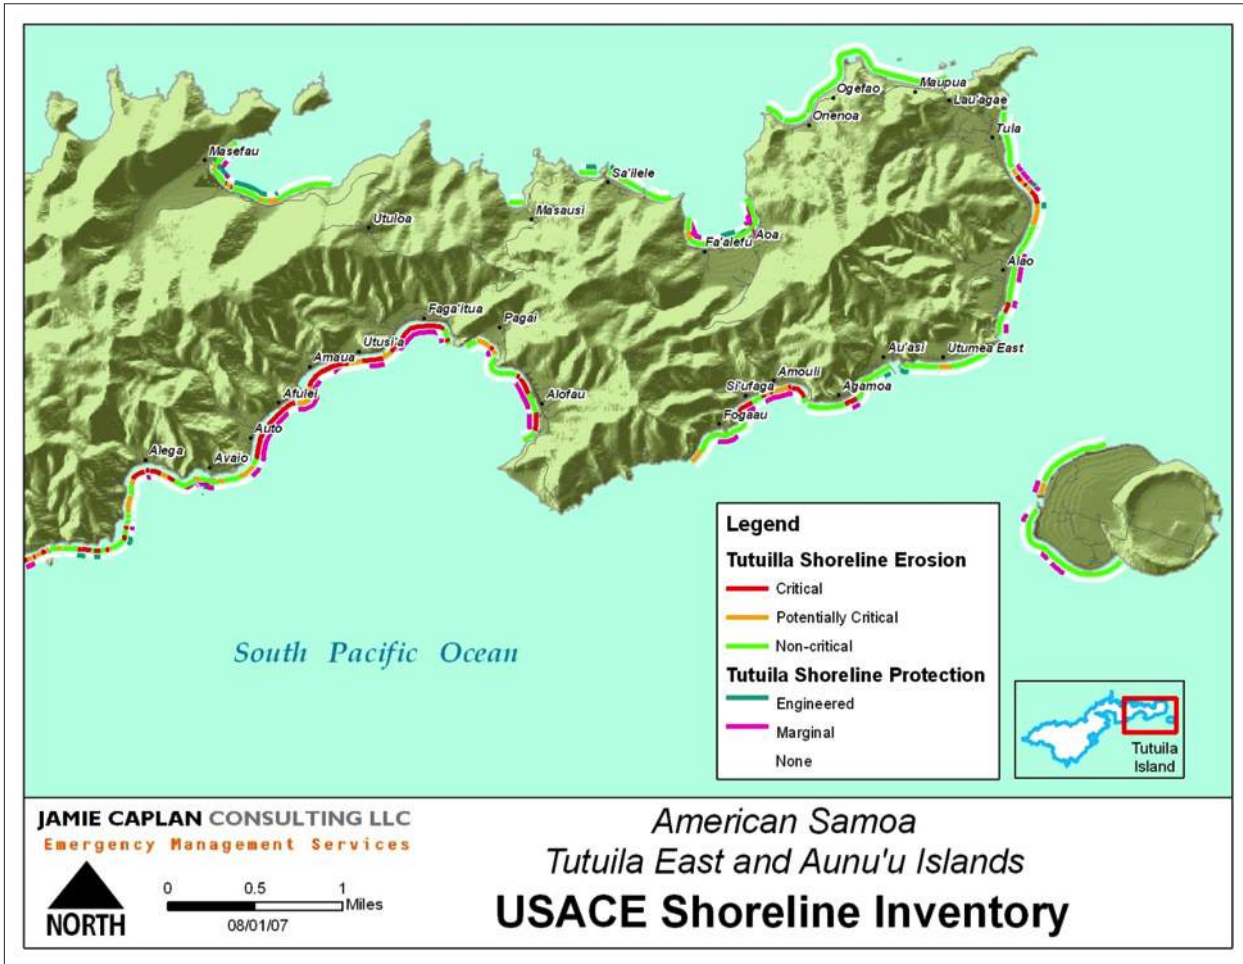 Ogefao
Maupua
Lau'agae
Onenoa
Tula
Masefau
Sa'ilele
Masausi
Utuloa
Aoa
Fa'alefu
Alao
Faga'itua
Pagai
Utusi'a
Amaua
Au'asi
Utumea East
Amouli
Si'ufaga
Agamoa
Afulei
Alofau
Fogaau
Auto
Alega
Avaio
Legend
Tutuilla Shoreline Erosion
Critical
Potentially Critical
Non-critical
Tutuila Shoreline Protection
Engineered
Marginal
None
South Pacific Ocean
Tutuila
Island
JAMIE CAPLAN CONSULTING LLC
Emergency Management Services
NORTH
0 0.5 1
Miles
08/01/07
American Samoa
Tutuila East and Aunu'u Islands
USACE Shoreline Inventory